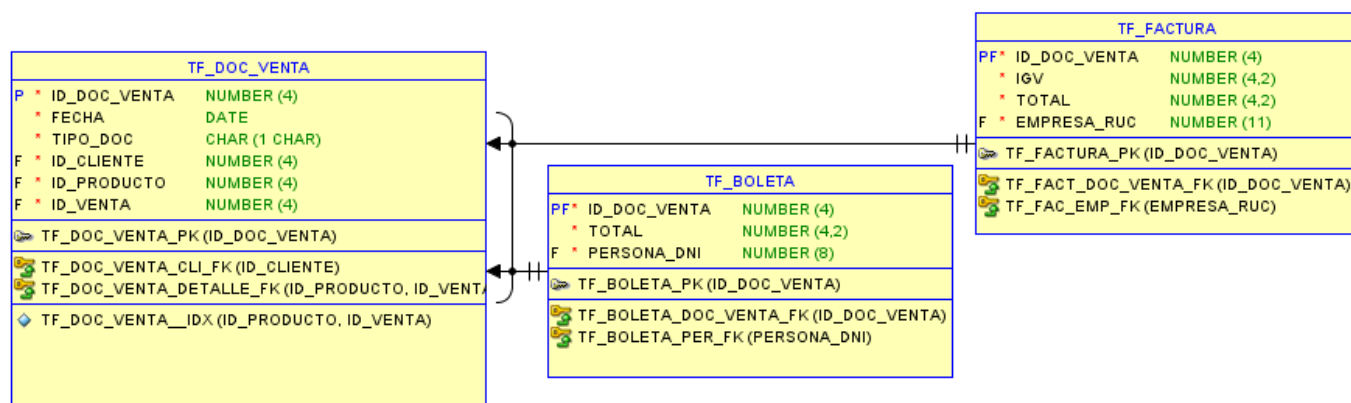 TF_DOC_VENTA
P * ID_DOC_VENTA NUMBER (4)
* FECHA DATE
* TIPO_DOC CHAR (1 CHAR)
F * ID_CLIENTE NUMBER (4)
F * ID_PRODUCTO NUMBER (4)
F * ID_VENTA NUMBER (4)
TF_DOC_VENTA_PK (ID_DOC_VENTA)
TF_DOC_VENTA_CLI_FK (ID_CLIENTE)
TF_DOC_VENTA_DETALLE_FK (ID_PRODUCTO, ID_VENTA
TF_DOC_VENTA__IDX (ID_PRODUCTO, ID_VENTA)
TF_BOLETA
PF* ID_DOC_VENTA NUMBER (4)
* TOTAL NUMBER (4,2)
F * PERSONA_DNI NUMBER (8)
TF_BOLETA_PK (ID_DOC_VENTA)
TF_BOLETA_DOC_VENTA_FK (ID_DOC_VENTA)
TF_BOLETA_PER_FK (PERSONA_DNI)
TF_FACTURA
PF* ID_DOC_VENTA NUMBER (4)
* IGV NUMBER (4,2)
* TOTAL NUMBER (4,2)
F * EMPRESA_RUC NUMBER (11)
TF_FACTURA_PK (ID_DOC_VENTA)
TF_FACT_DOC_VENTA_FK (ID_DOC_VENTA)
TF_FAC_EMP_FK (EMPRESA_RUC)